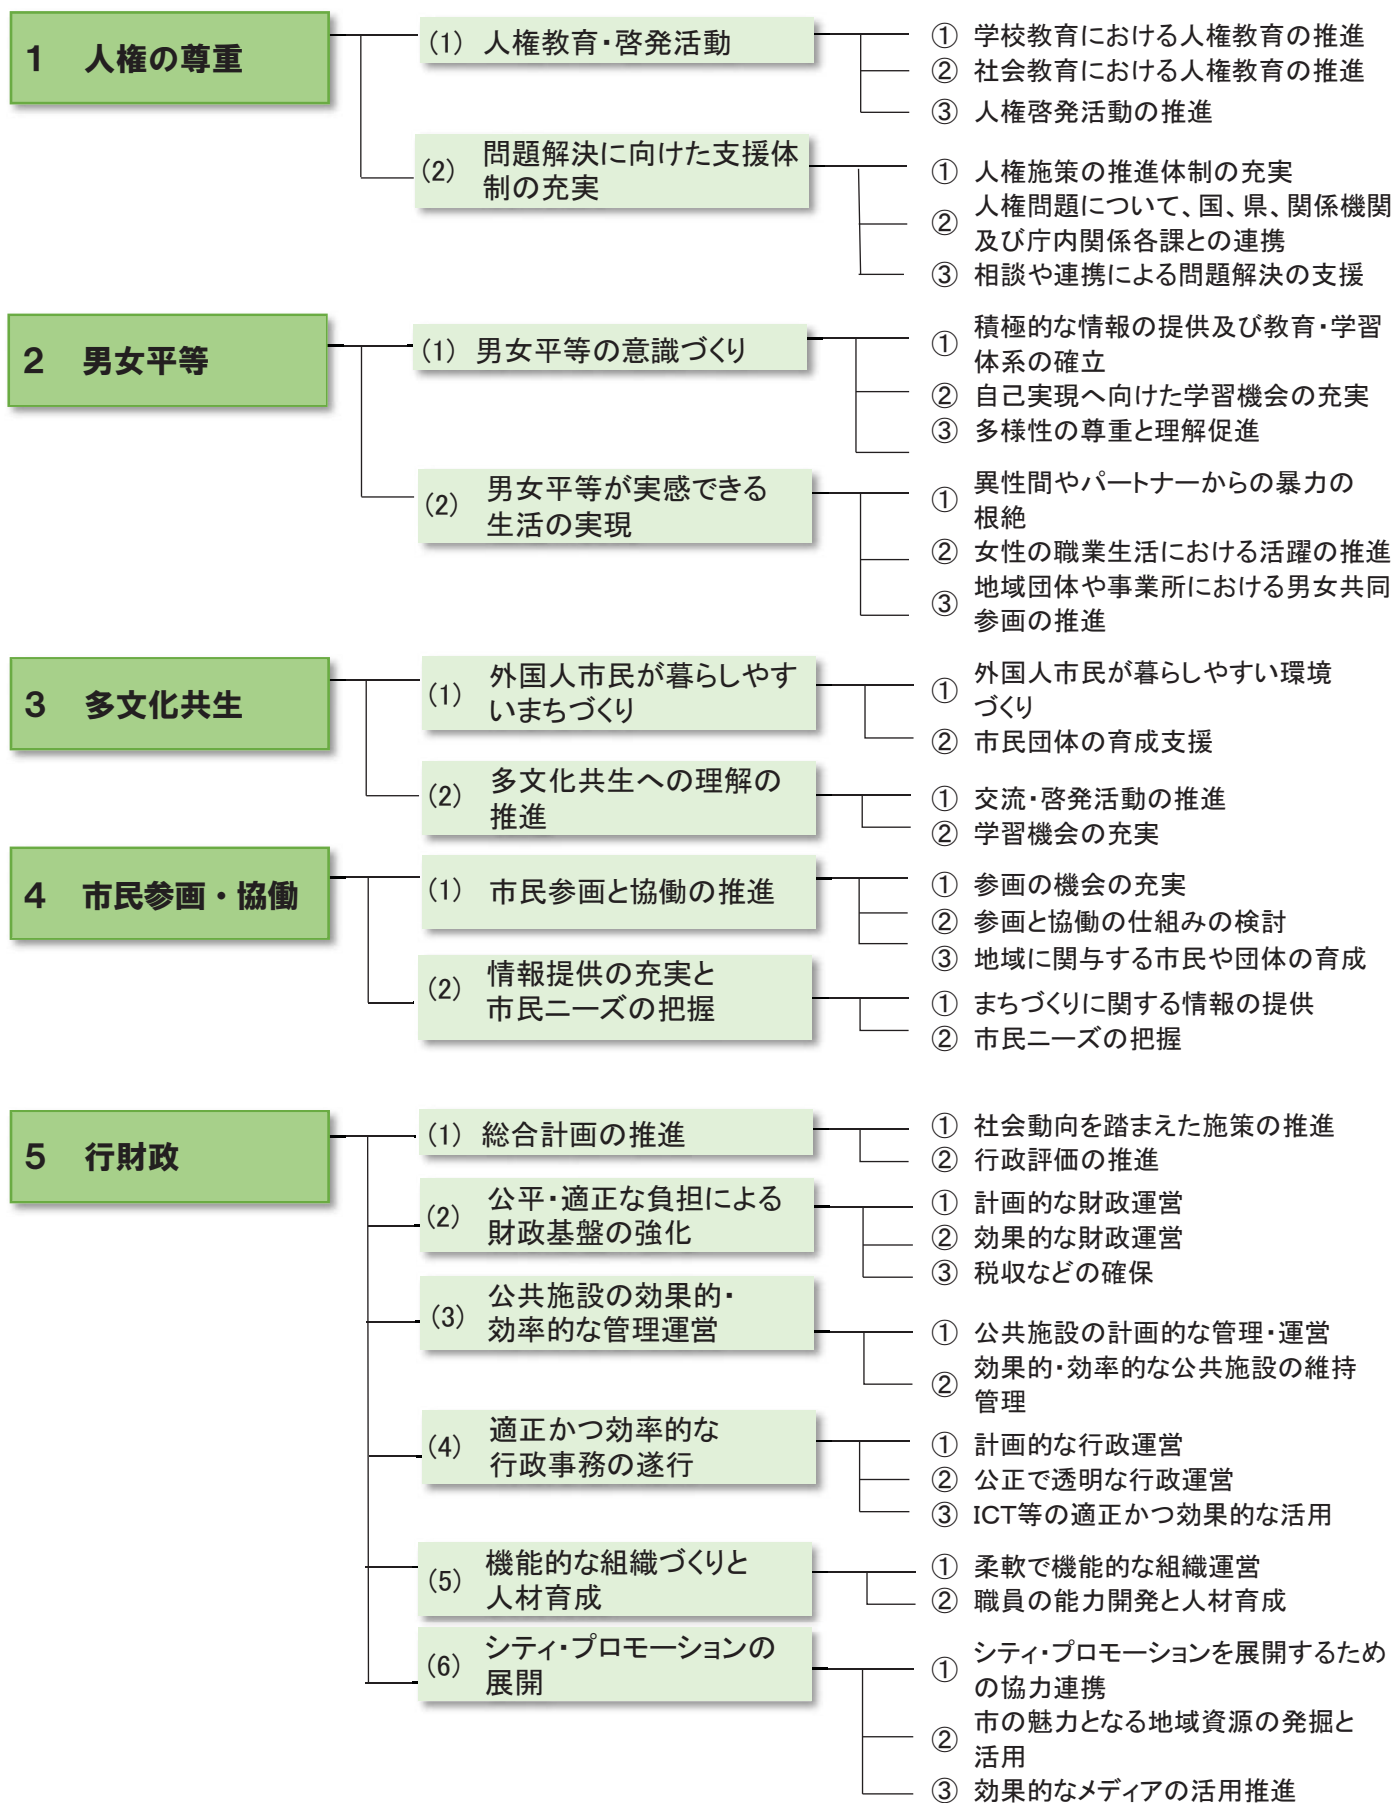 1 人権の尊重
(1) 人権教育・啓発活動
① 学校教育における人権教育の推進
② 社会教育における人権教育の推進
③ 人権啓発活動の推進
(2) 問題解決に向けた支援体
制の充実
① 人権施策の推進体制の充実
② 人権問題について、国、県、関係機関
及び庁内関係各課との連携
③ 相談や連携による問題解決の支援
2 男女平等
(1) 男女平等の意識づくり
① 積極的な情報の提供及び教育・学習
体系の確立
② 自己実現へ向けた学習機会の充実
③ 多様性の尊重と理解促進
(2) 男女平等が実感できる
生活の実現
① 異性間やパートナーからの暴力の
根絶
② 女性の職業生活における活躍の推進
③ 地域団体や事業所における男女共同
参画の推進
3 多文化共生
(1) 外国人市民が暮らしやす
いまちづくり
① 外国人市民が暮らしやすい環境
づくり
② 市民団体の育成支援
(2) 多文化共生への理解の
推進
① 交流・啓発活動の推進
② 学習機会の充実
4 市民参画・協働
(1) 市民参画と協働の推進
① 参画の機会の充実
② 参画と協働の仕組みの検討
③ 地域に関与する市民や団体の育成
(2) 情報提供の充実と
市民ニーズの把握
① まちづくりに関する情報の提供
② 市民ニーズの把握
5 行財政
(1) 総合計画の推進
① 社会動向を踏まえた施策の推進
② 行政評価の推進
(2) 公平・適正な負担による
財政基盤の強化
① 計画的な財政運営
② 効果的な財政運営
③ 税収などの確保
(3) 公共施設の効果的・
効率的な管理運営
① 公共施設の計画的な管理・運営
② 効果的・効率的な公共施設の維持
管理
(4) 適正かつ効率的な
行政事務の遂行
① 計画的な行政運営
② 公正で透明な行政運営
③ ICT等の適正かつ効果的な活用
(5) 機能的な組織づくりと
人材育成
① 柔軟で機能的な組織運営
② 職員の能力開発と人材育成
(6) シティ・プロモーションの
展開
① シティ・プロモーションを展開するため
の協力連携
② 市の魅力となる地域資源の発掘と
活用
③ 効果的なメディアの活用推進